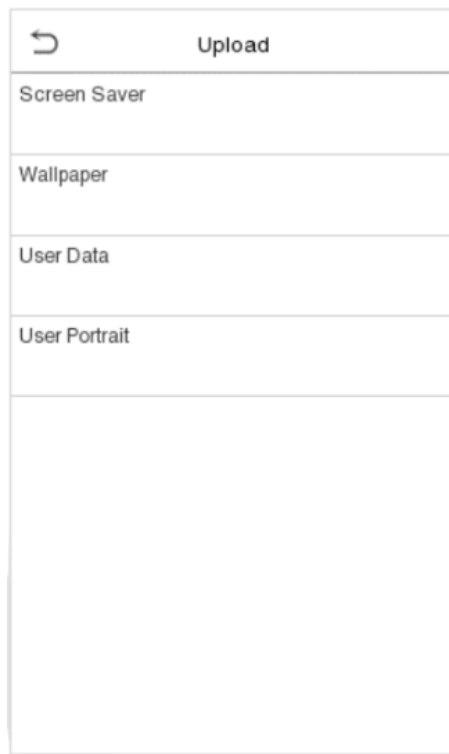 Upload
Screen Saver
Wallpaper
User Data
User Portrait